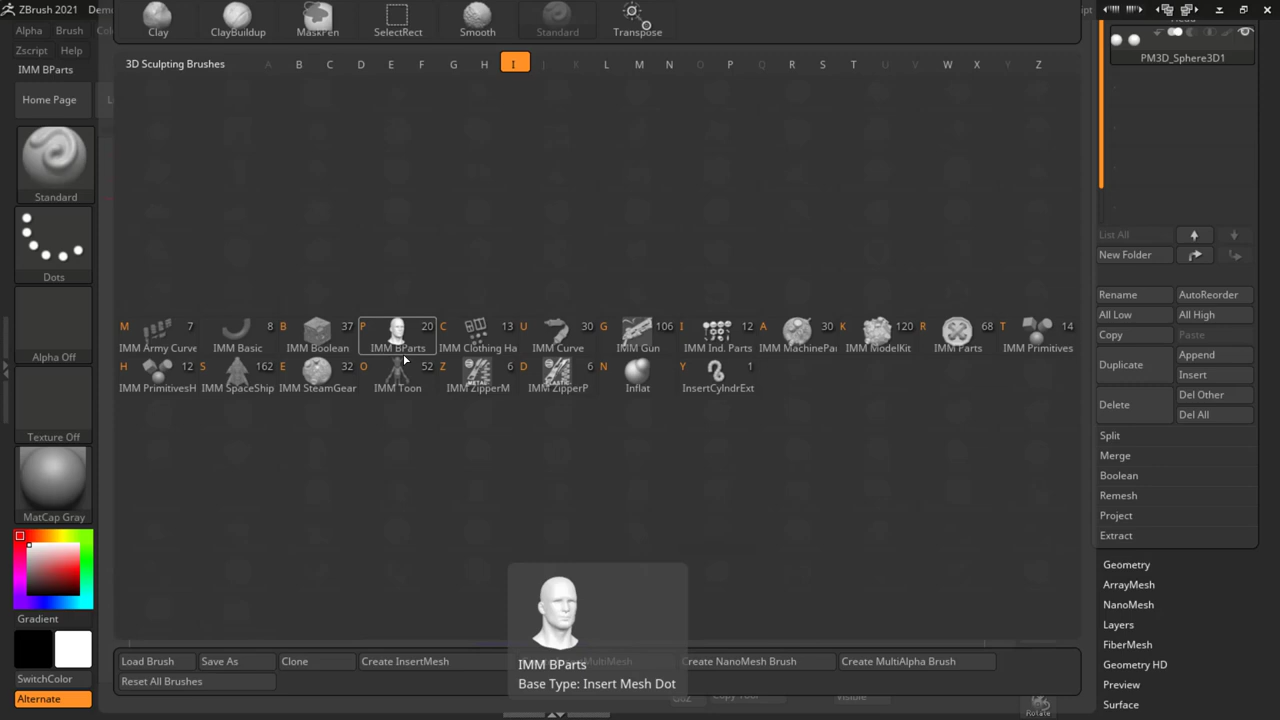 ZBrush 2021 Demo
Alpha Brush
Zscript Help
IMM BParts
Home Page
Standard
Dots
Alpha Off
Texture Off
MatCap Gray
Gradient
SwitchColor
Alternate
Clay ClayBuildup MaskPen SelectRect Smooth Standard Transpose
3D Sculpting Brushes A B C D E F G H I J K L M N O P Q R S T U V W X Y Z
M 7 8 B 37 P 20 C 13 U 30 G 106 I 12 A 30 K 120 R 68 T 14
IMM Army Curve IMM Basic IMM Boolean IMM BParts IMM Clothing Ha IMM Curve IMM Gun IMM Ind. Parts IMM MachinePar IMM ModelKit IMM Parts IMM Primitives
H 12 S 162 E 32 O 52 Z 6 D 6 N Y 1
IMM PrimitivesH IMM SpaceShip IMM SteamGear IMM Toon IMM ZipperM IMM ZipperP Inflat InsertCylndrExt
IMM BParts
Base Type: Insert Mesh Dot
Load Brush Save As Clone Create InsertMesh Create NanoMesh Brush Create MultiAlpha Brush
Reset All Brushes
Rotate
PM3D_Sphere3D1
List All
New Folder
Rename AutoReorder
All Low All High
Copy Paste
Duplicate Append
Insert
Delete Del Other
Del All
Split
Merge
Boolean
Remesh
Project
Extract
Geometry
ArrayMesh
NanoMesh
Layers
FiberMesh
Geometry HD
Preview
Surface